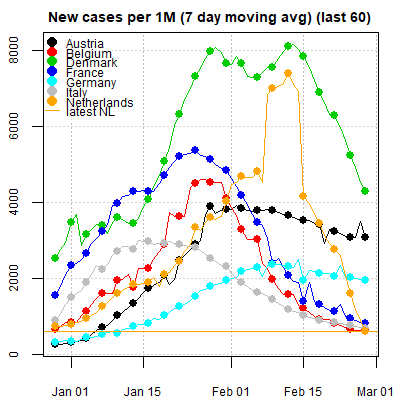 New cases per 1M (7 day moving avg) (last 60)
8000
6000
4000
2000
0
Austria
Belgium
Denmark
France
Germany
Italy
Netherlands
latest NL
Jan 01 Jan 15 Feb 01 Feb 15 Mar 01